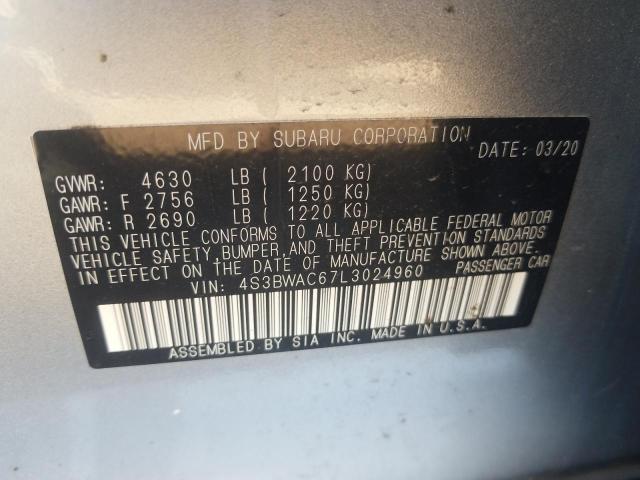 MFD BY SUBARU CORPORATION DATE: 03/20
GVWR: 4630 LB ( 2100 KG)
GAWR: F 2756 LB ( 1250 KG)
GAWR: R 2690 LB ( 1220 KG)
THIS VEHICLE CONFORMS TO ALL APPLICABLE FEDERAL MOTOR
VEHICLE SAFETY, BUMPER, AND THEFT PREVENTION STANDARDS
IN EFFECT ON THE DATE OF MANUFACTURE SHOWN ABOVE.
VIN: 4S3BWAC67L3024960 PASSENGER CAR
ASSEMBLED BY SIA INC. MADE IN U.S.A.